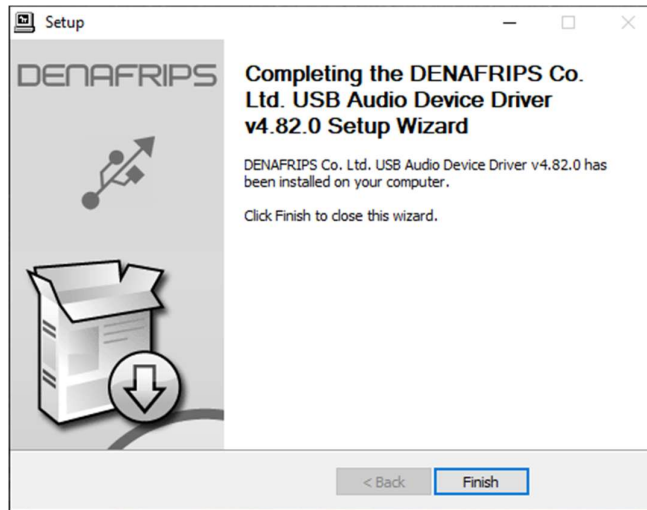 Setup
DENAFRIPS
Completing the DENAFRIPS Co.
Ltd. USB Audio Device Driver
v4.82.0 Setup Wizard
DENAFRIPS Co. Ltd. USB Audio Device Driver v4.82.0 has
been installed on your computer.
Click Finish to close this wizard.
< Back
Finish